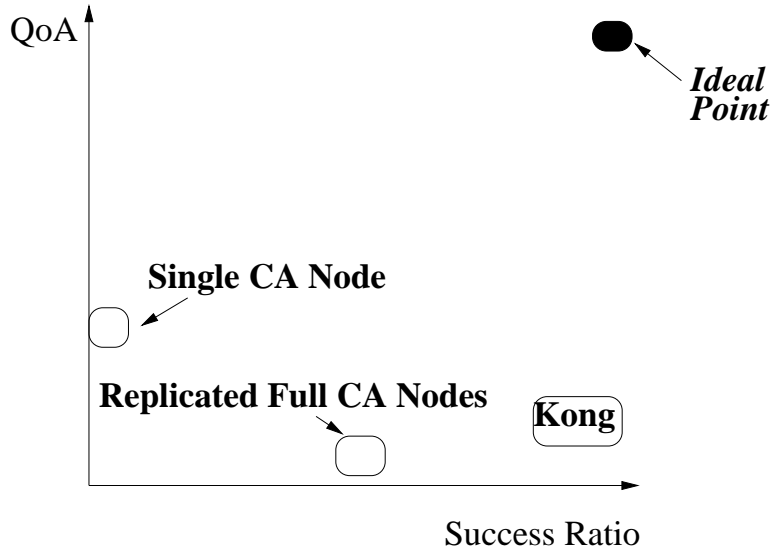 QoA
Ideal
Point
Single CA Node
Replicated Full CA Nodes
Kong
Success Ratio